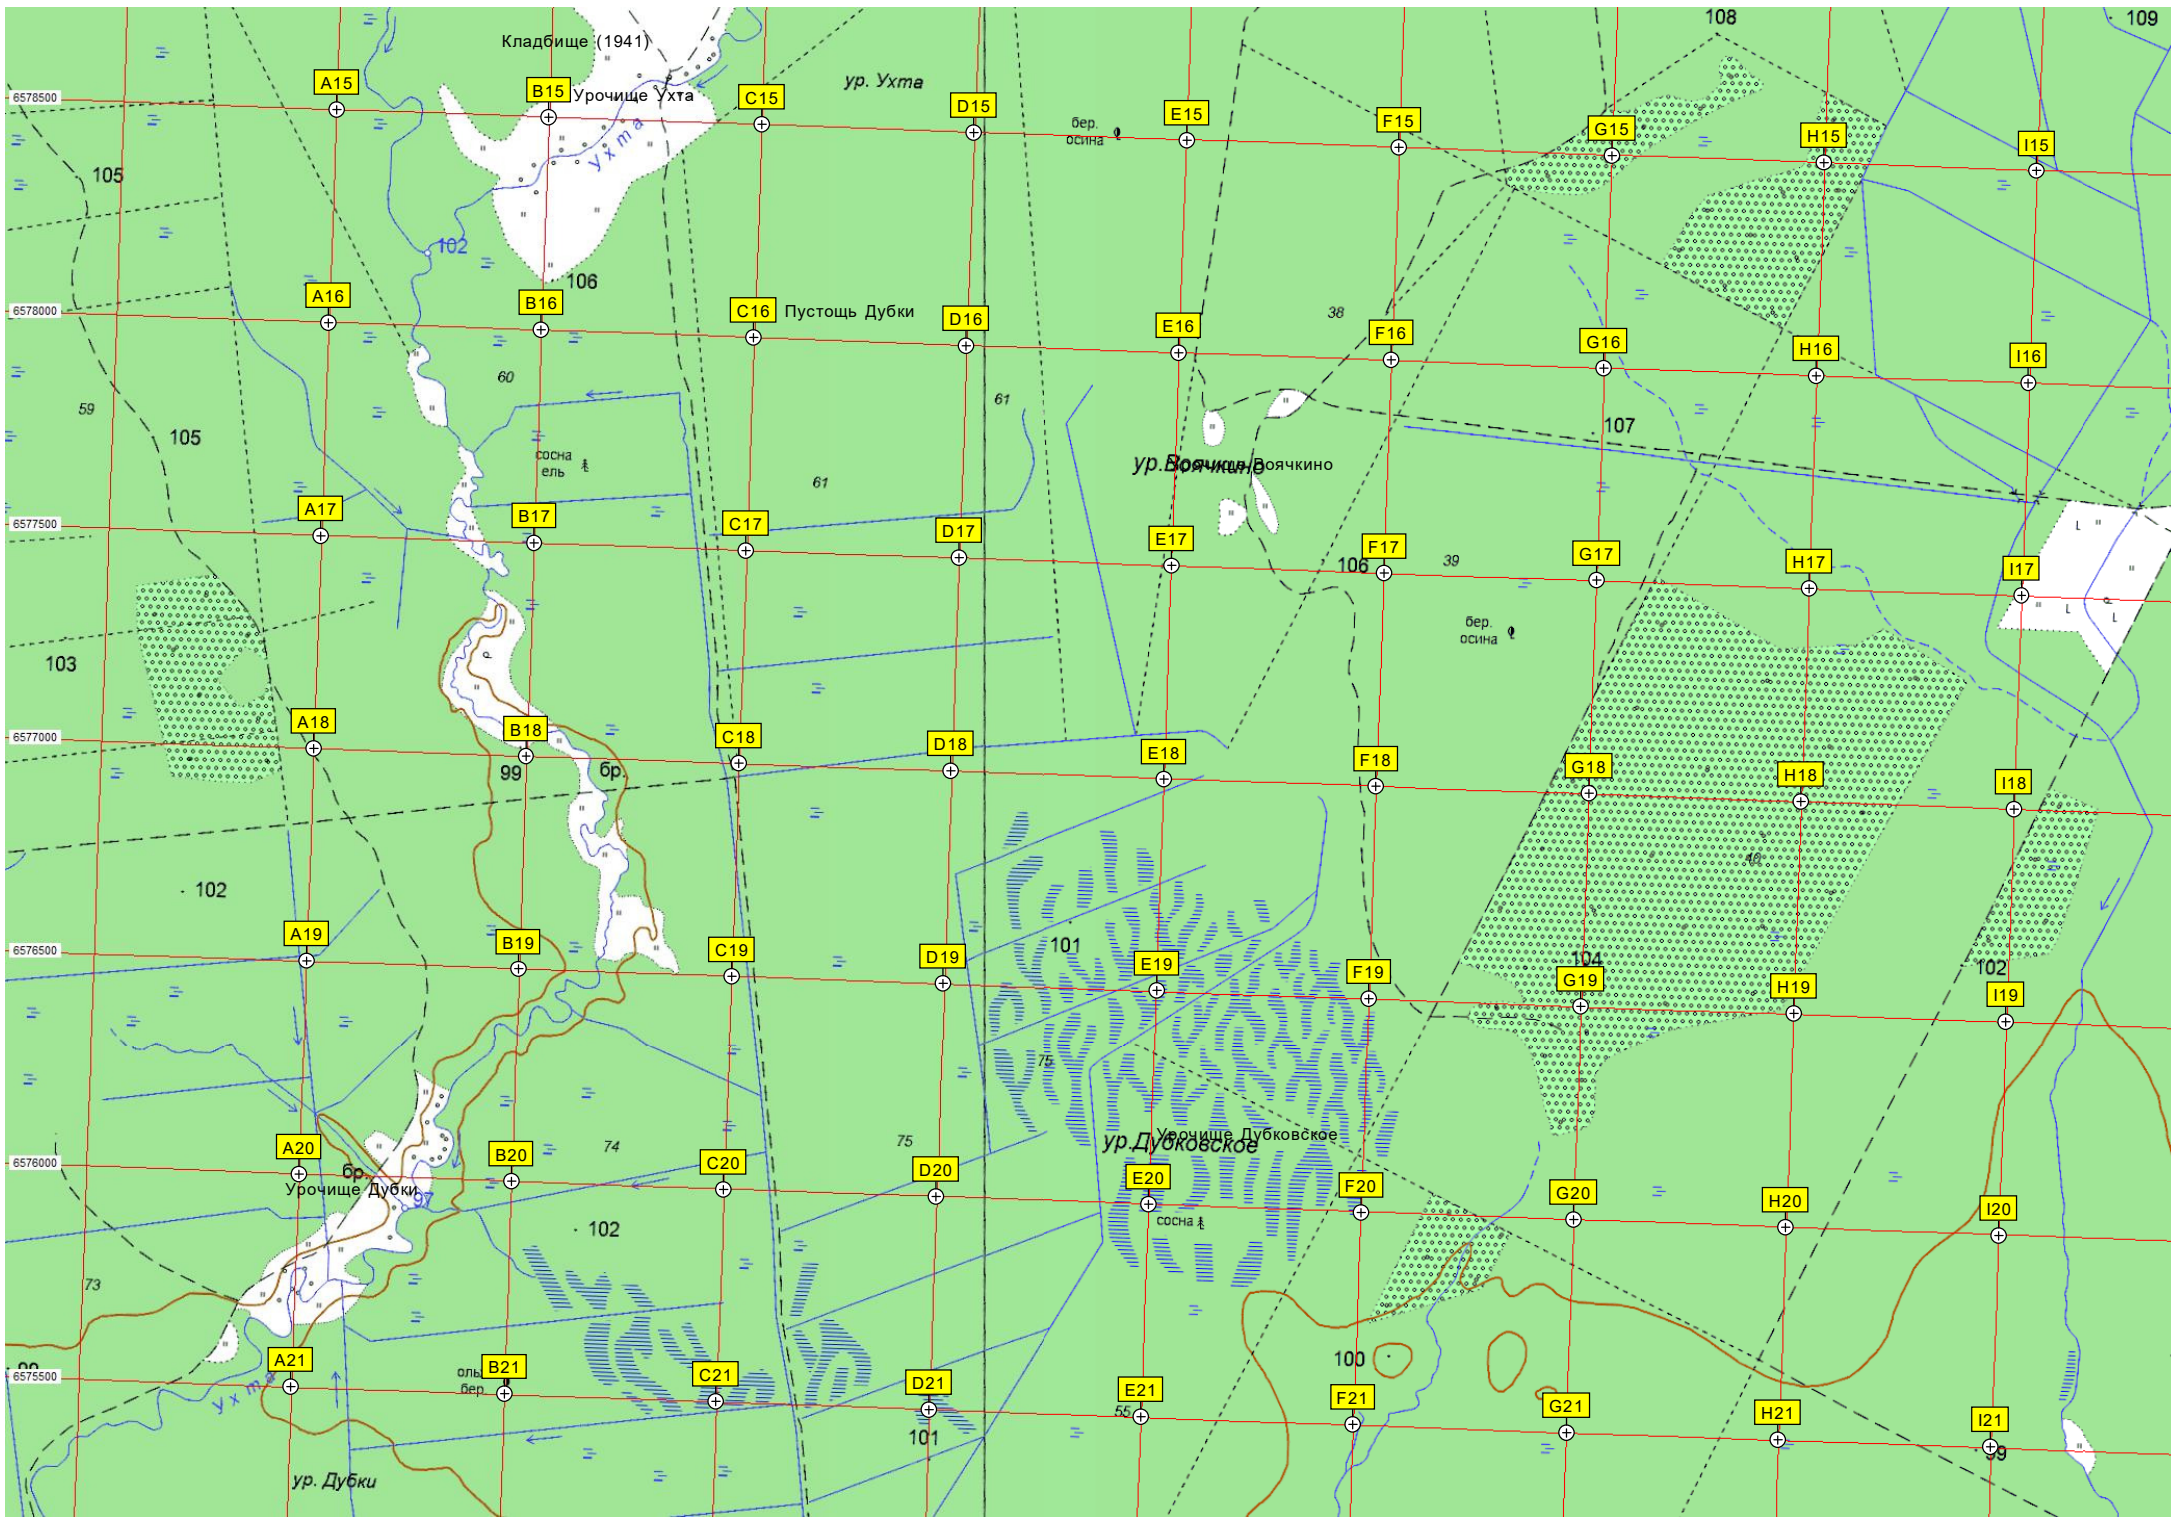 108
109
Кладбище (1941)
ур. Ухта
A15
B15
Урочище Ухта
C15
D15
E15
F15
G15
H15
I15
6578500
бер.
осина
Ухта
105
102
106
A16
B16
C16
Пустошь Дубки
D16
E16
38
F16
G16
H16
I16
6578000
60
59
61
105
107
сосна
ель
61
ур.Воячкино
Урочище Воячкино
A17
B17
C17
D17
E17
F17
G17
H17
I17
6577500
106
39
бер.
осина
103
A18
B18
C18
D18
E18
F18
G18
H18
I18
6577000
99
бр.
40
102
A19
B19
C19
D19
E19
F19
G19
H19
I19
6576500
101
104
102
75
A20
B20
C20
D20
E20
F20
G20
H20
I20
6576000
74
75
ур.Дубковское
Урочище Дубковское
бр.
Урочище Дубки
97
102
сосна
73
99
A21
B21
C21
D21
E21
F21
G21
H21
I21
6575500
100
Ухта
оль.
бер.
55
101
99
ур. Дубки